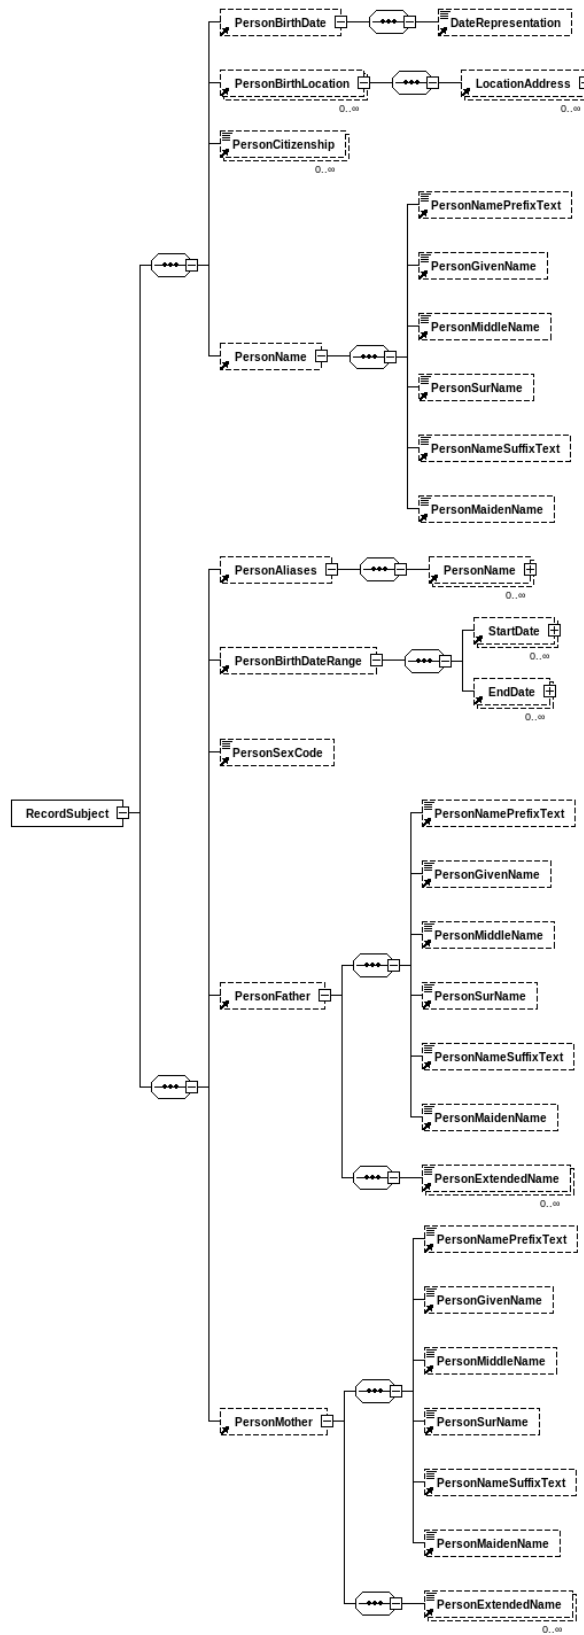 PersonBirthDate
DateRepresentation
PersonBirthLocation
LocationAddress
0..∞
0..∞
PersonCitizenship
0..∞
PersonNamePrefixText
PersonGivenName
PersonMiddleName
PersonName
PersonSurName
PersonNameSuffixText
PersonMaidenName
PersonAliases
PersonName
0..∞
StartDate
0..∞
PersonBirthDateRange
EndDate
0..∞
PersonSexCode
RecordSubject
PersonNamePrefixText
PersonGivenName
PersonMiddleName
PersonFather
PersonSurName
PersonNameSuffixText
PersonMaidenName
PersonExtendedName
0..∞
PersonNamePrefixText
PersonGivenName
PersonMiddleName
PersonMother
PersonSurName
PersonNameSuffixText
PersonMaidenName
PersonExtendedName
0..∞